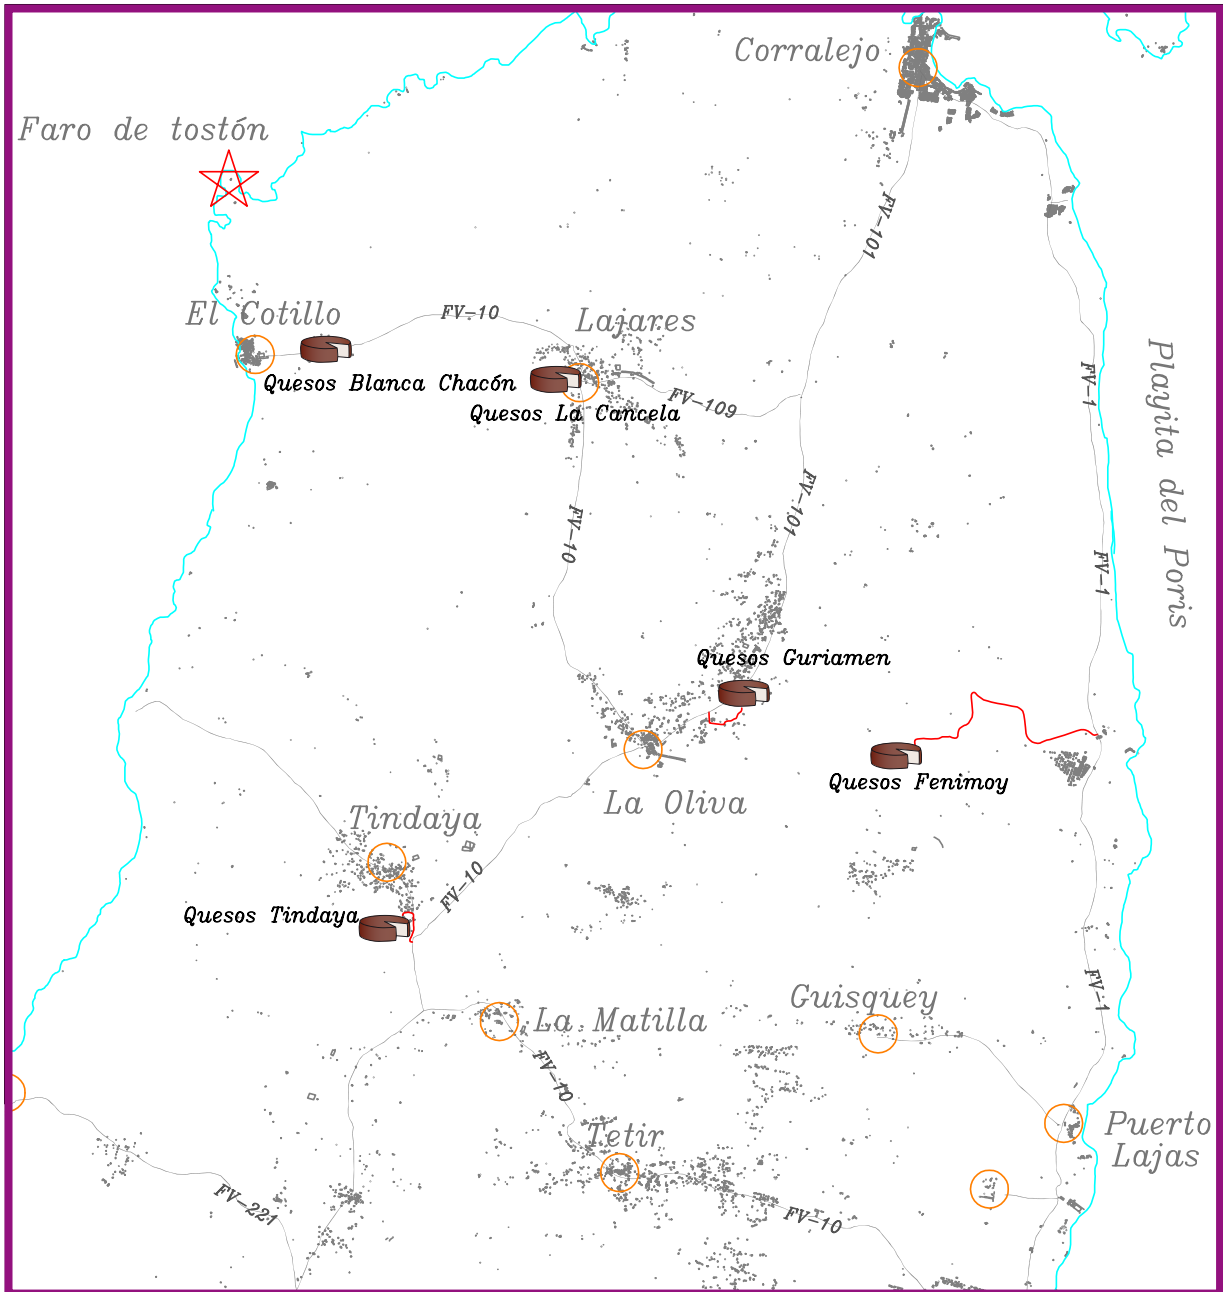 Corralejo
Faro de tostón
FV-101
El Cotillo
FV-10
Lajares
Playita del Poris
FV-1
Quesos Blanca Chacón
FV-109
Quesos La Cancela
FV-101
FV-10
FV-1
Quesos Guriamen
Quesos Fenimoy
La Oliva
Tindaya
FV-10
Quesos Tindaya
FV-1
Guisquey
La Matilla
FV-10
Tetir
Puerto
Lajas
FV-221
FV-10